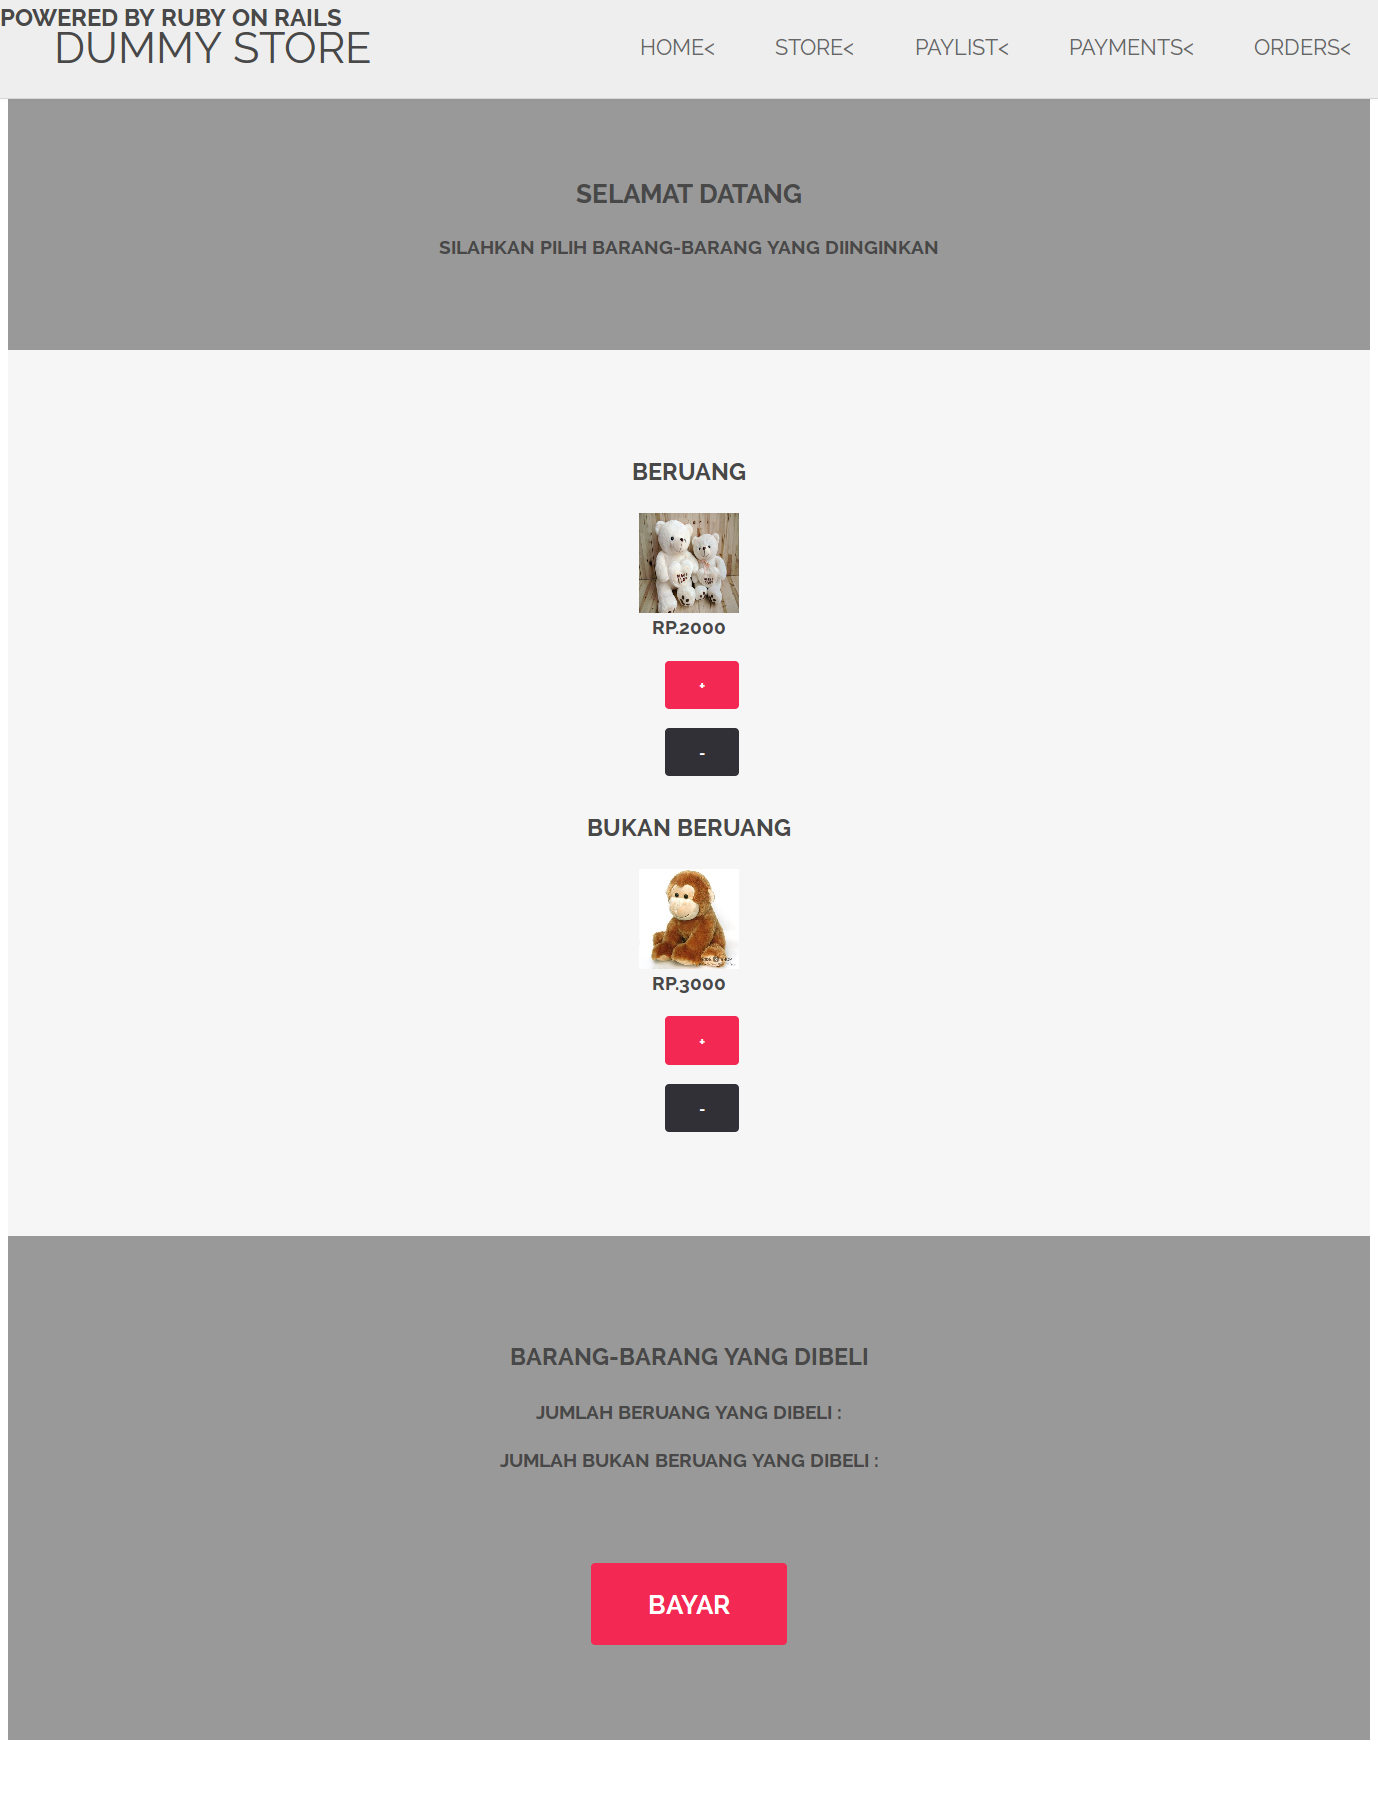 POWERED BY RUBY ON RAILS
DUMMY STORE
HOME<
STORE<
PAYLIST<
PAYMENTS<
ORDERS<
SELAMAT DATANG
SILAHKAN PILIH BARANG-BARANG YANG DIINGINKAN
BERUANG
RP.2000
+
-
BUKAN BERUANG
RP.3000
+
-
BARANG-BARANG YANG DIBELI
JUMLAH BERUANG YANG DIBELI :
JUMLAH BUKAN BERUANG YANG DIBELI :
BAYAR